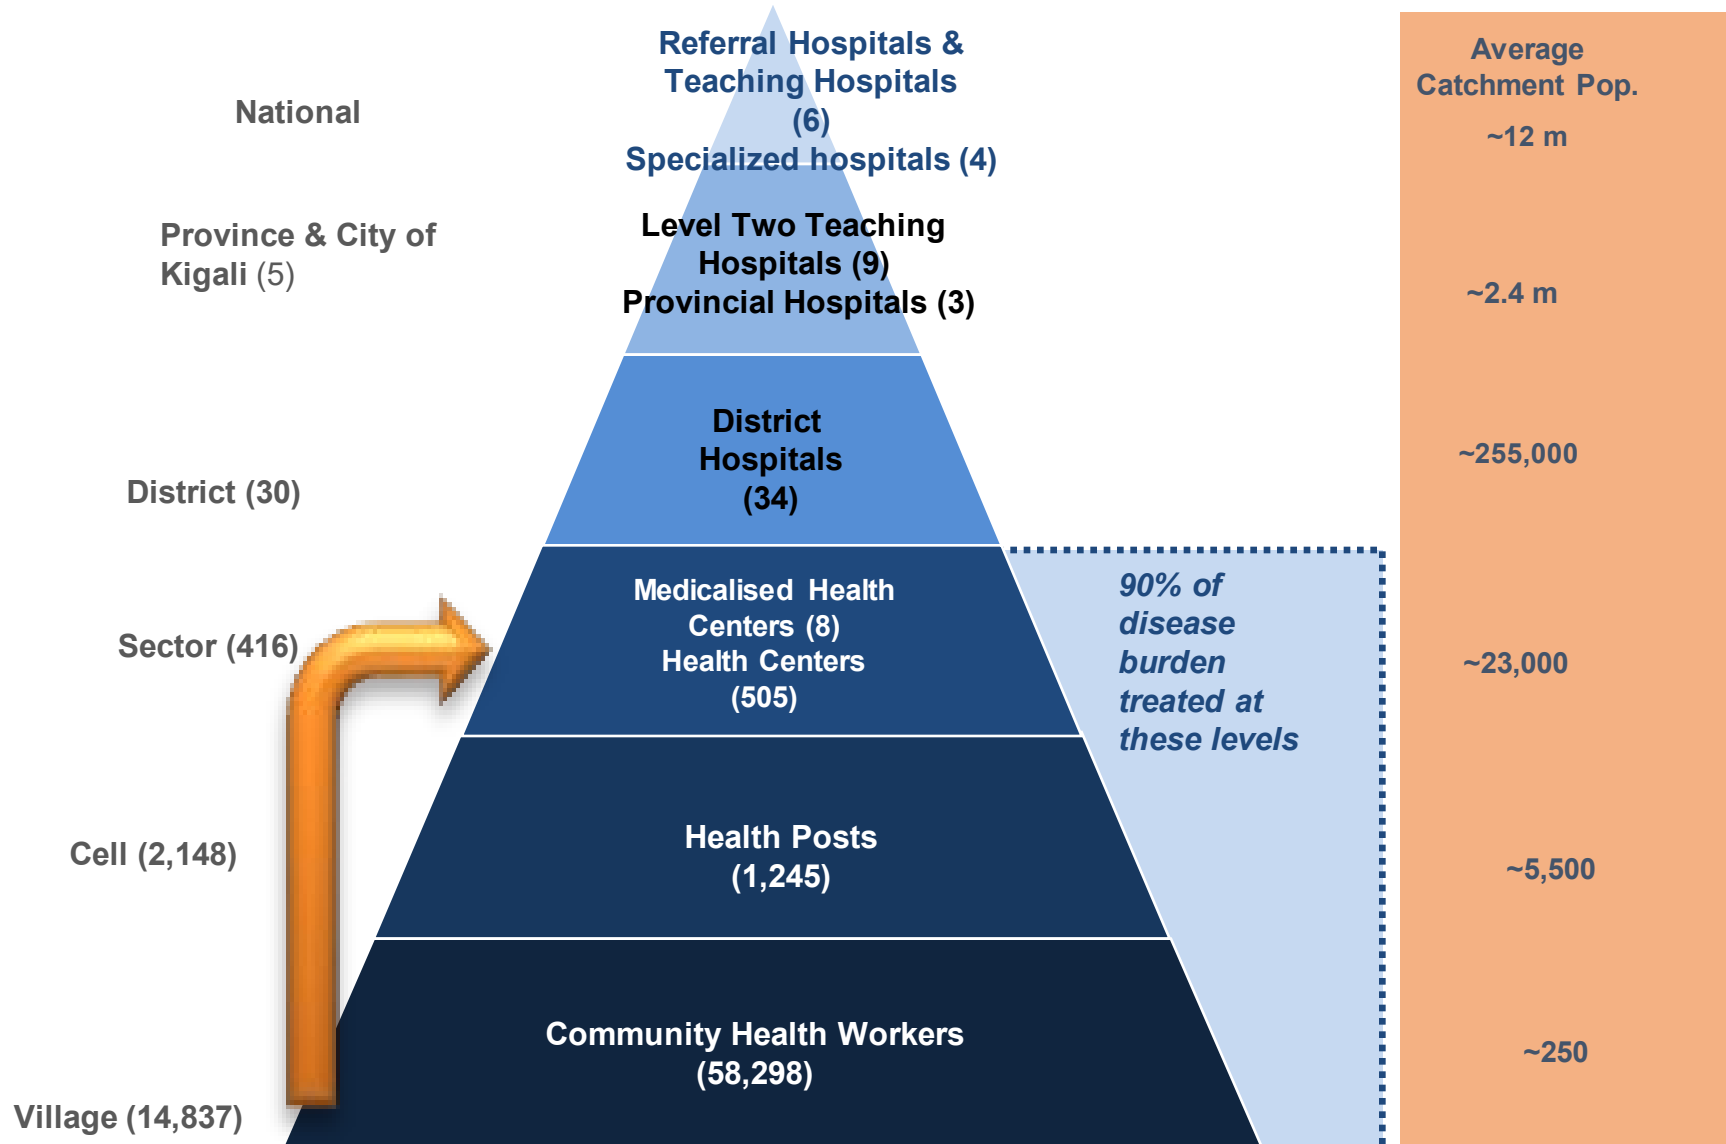 Referral Hospitals &
Teaching Hospitals
(6)
Specialized hospitals (4)
National
Average
Catchment Pop.
~12 m
Province & City of
Kigali (5)
Level Two Teaching
Hospitals (9)
Provincial Hospitals (3)
~2.4 m
District (30)
District
Hospitals
(34)
~255,000
Sector (416)
Medicalised Health
Centers (8)
Health Centers
(505)
90% of
disease
burden
treated at
these levels
~23,000
Cell (2,148)
Health Posts
(1,245)
~5,500
Village (14,837)
Community Health Workers
(58,298)
~250